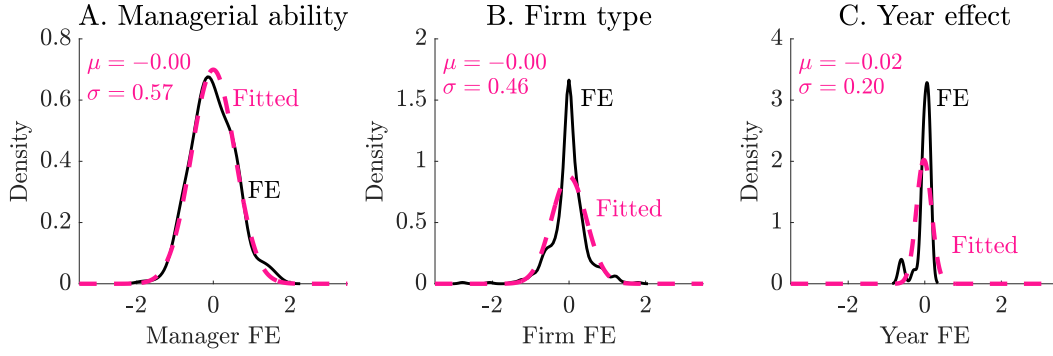 A. Managerial ability
0.8
0.6
0.4
0.2
0
Density
μ = −0.00
σ = 0.57
Fitted
FE
-2
0
2
Manager FE
B. Firm type
2
1.5
1
0.5
0
Density
μ = −0.00
σ = 0.46
FE
Fitted
-2
0
2
Firm FE
C. Year effect
4
3
2
1
0
Density
μ = −0.02
σ = 0.20
FE
Fitted
-2
0
2
Year FE